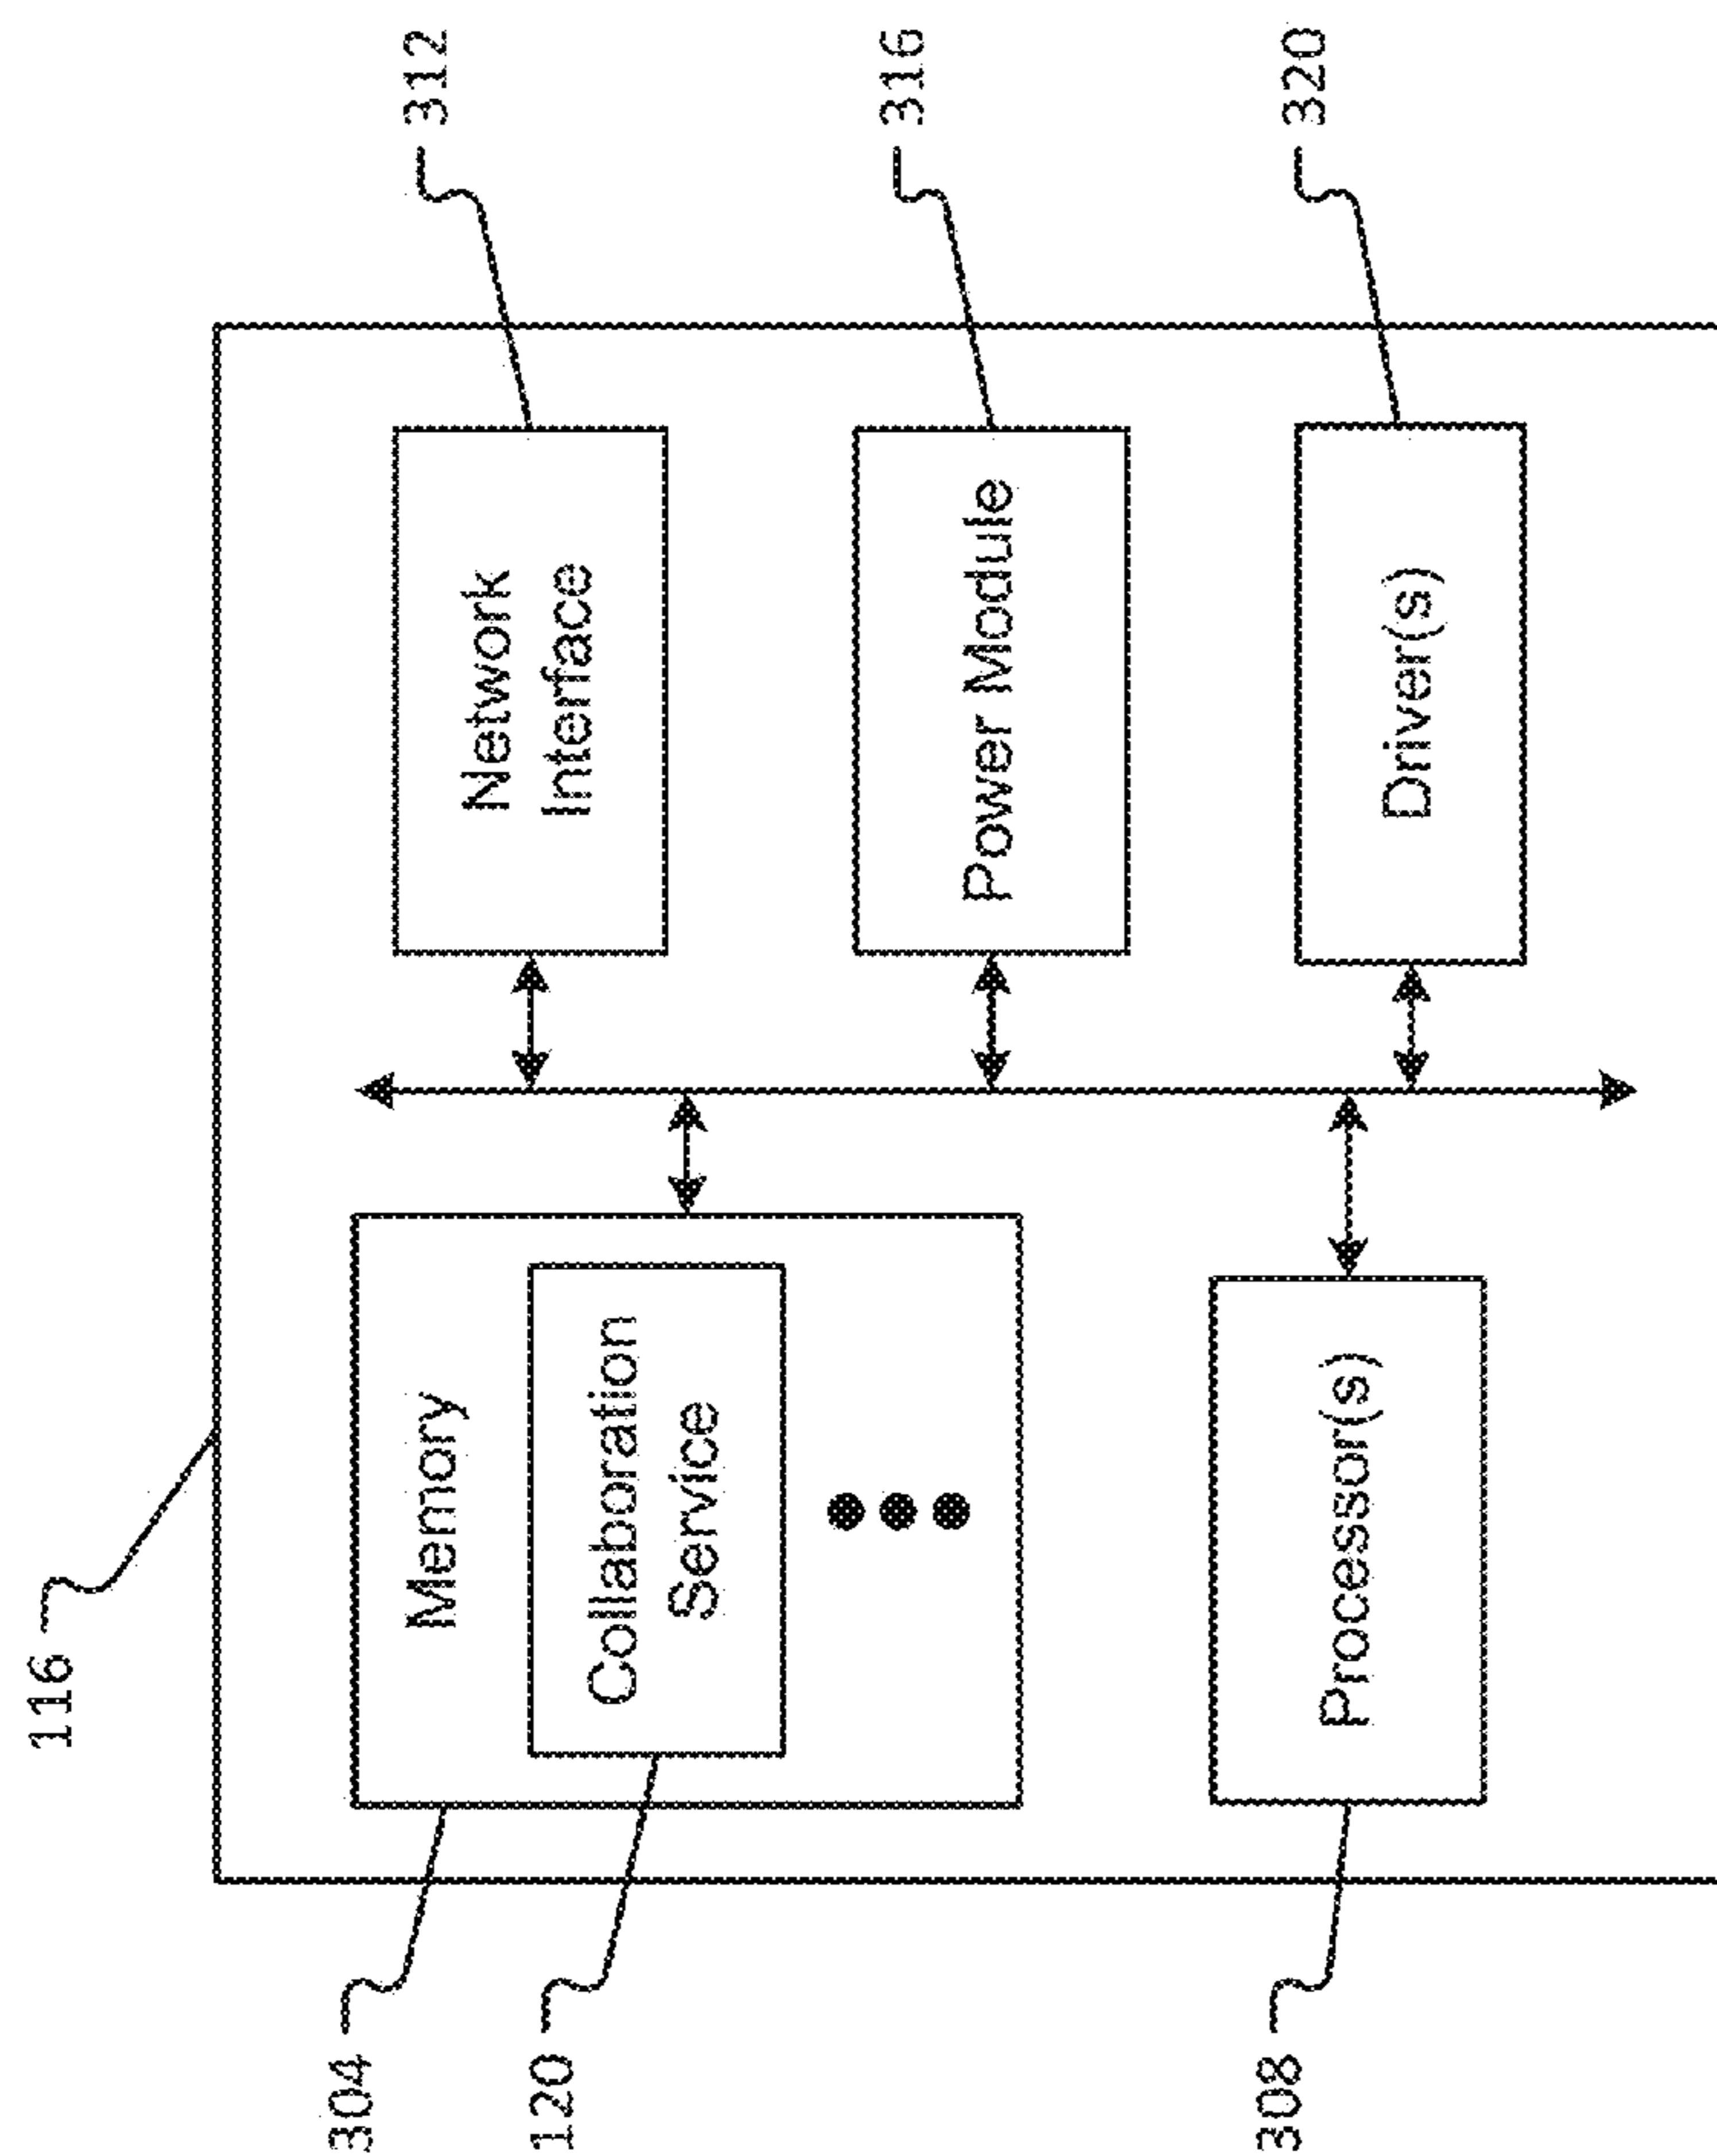 116
304
Memory
120
Collaboration
Service
308
Processor(s)
Network
Interface
312
Power Module
316
Driver(s)
320